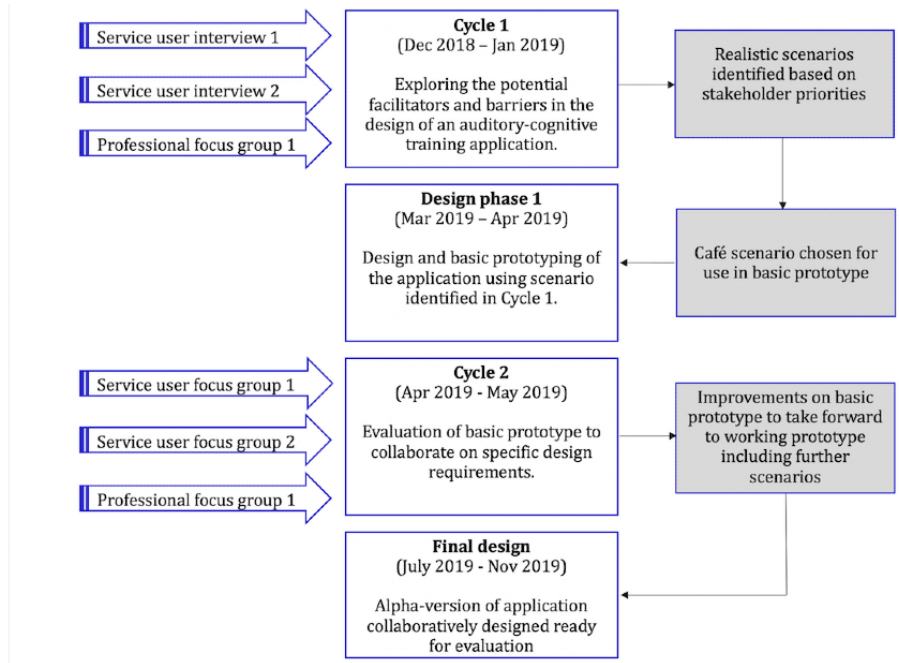 Service user interview 1
Service user interview 2
Professional focus group 1
Cycle 1
(Dec 2018 – Jan 2019)
Exploring the potential
facilitators and barriers in the
design of an auditory-cognitive
training application.
Realistic scenarios
identified based on
stakeholder priorities
Café scenario chosen for
use in basic prototype
Design phase 1
(Mar 2019 – Apr 2019)
Design and basic prototyping of
the application using scenario
identified in Cycle 1.
Service user focus group 1
Service user focus group 2
Professional focus group 1
Cycle 2
(Apr 2019 - May 2019)
Evaluation of basic prototype to
collaborate on specific design
requirements.
Improvements on basic
prototype to take forward
to working prototype
including further
scenarios
Final design
(July 2019 - Nov 2019)
Alpha-version of application
collaboratively designed ready
for evaluation